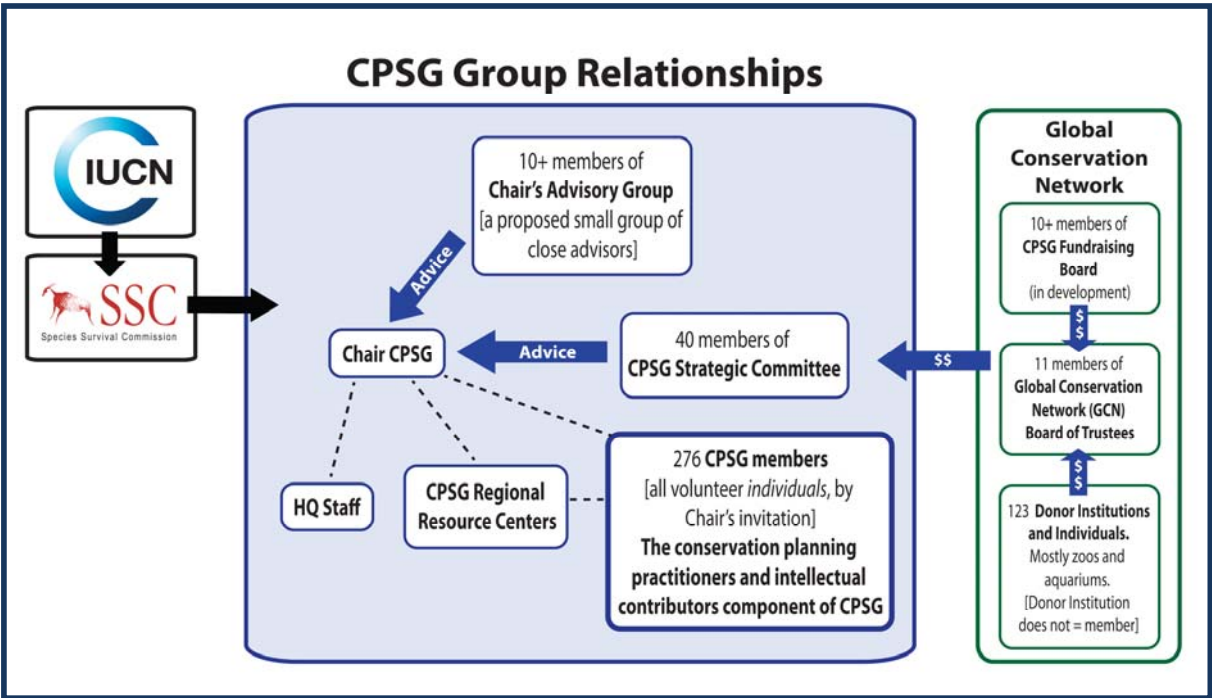 CPSG Group Relationships
IUCN
SSC
Species Survival Commission
10+ members of
Chair's Advisory Group
[a proposed small group of
close advisors]
Advice
Chair CPSG
Advice
40 members of
CPSG Strategic Committee
HQ Staff
CPSG Regional
Resource Centers
276 CPSG members
[all volunteer individuals, by
Chair's invitation]
The conservation planning
practitioners and intellectual
contributors component of CPSG
$$
Global
Conservation
Network
10+ members of
CPSG Fundraising
Board
(in development)
$
$
11 members of
Global Conservation
Network (GCN)
Board of Trustees
$
$
123 Donor Institutions
and Individuals.
Mostly zoos and
aquariums.
[Donor Institution
does not = member]